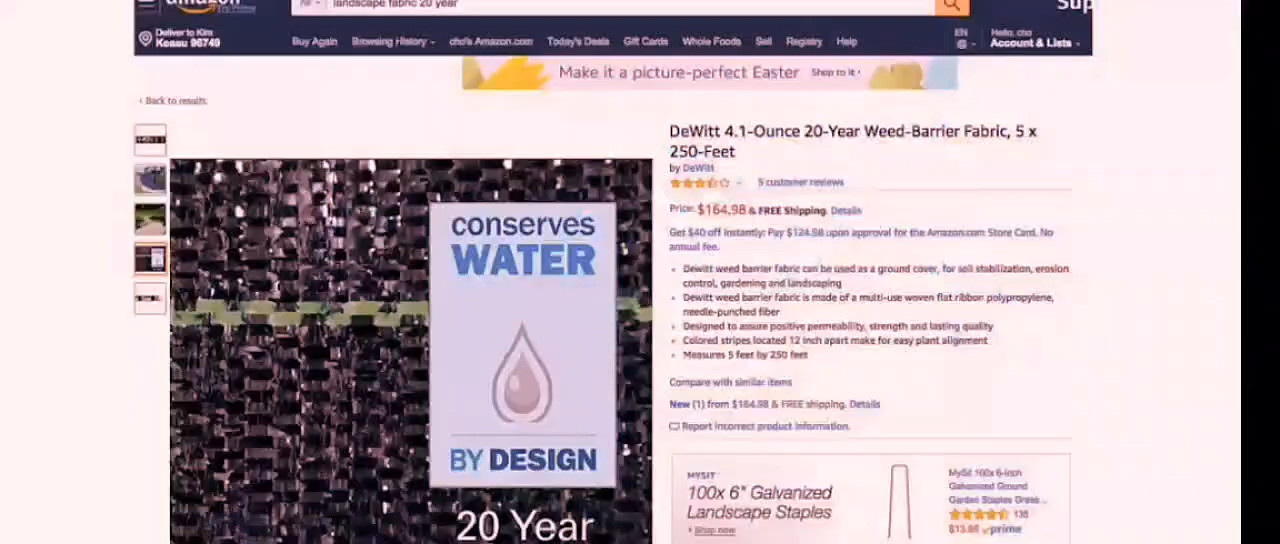 amazon
landscape fabric 20 year
Sup
Deliver to Kim
Keaau 96749
Buy Again Browsing History cho's Amazon.com Today's Deals Gift Cards Whole Foods Sell Registry Help
EN
Hello, cho
Account & Lists
Make it a picture-perfect Easter Shop to it ›
‹ Back to results
DeWitt 4.1-Ounce 20-Year Weed-Barrier Fabric, 5 x
250-Feet
by DeWitt
5 customer reviews
Price: $164.98 & FREE Shipping. Details
Get $40 off instantly: Pay $124.98 upon approval for the Amazon.com Store Card. No
annual fee.
• Dewitt weed barrier fabric can be used as a ground cover, for soil stabilization, erosion
control, gardening and landscaping
• Dewitt weed barrier fabric is made of a multi-use woven flat ribbon polypropylene,
needle-punched fiber
• Designed to assure positive permeability, strength and lasting quality
• Colored stripes located 12 inch apart make for easy plant alignment
• Measures 5 feet by 250 feet
Compare with similar items
New (1) from $164.98 & FREE shipping. Details
Report incorrect product information.
conserves
WATER
BY DESIGN
20 Year
MYSIT
100x 6" Galvanized
Landscape Staples
› Shop now
MySit 100x 6-Inch
Galvanized Ground
Garden Staples Grass ...
138
$13.98 prime